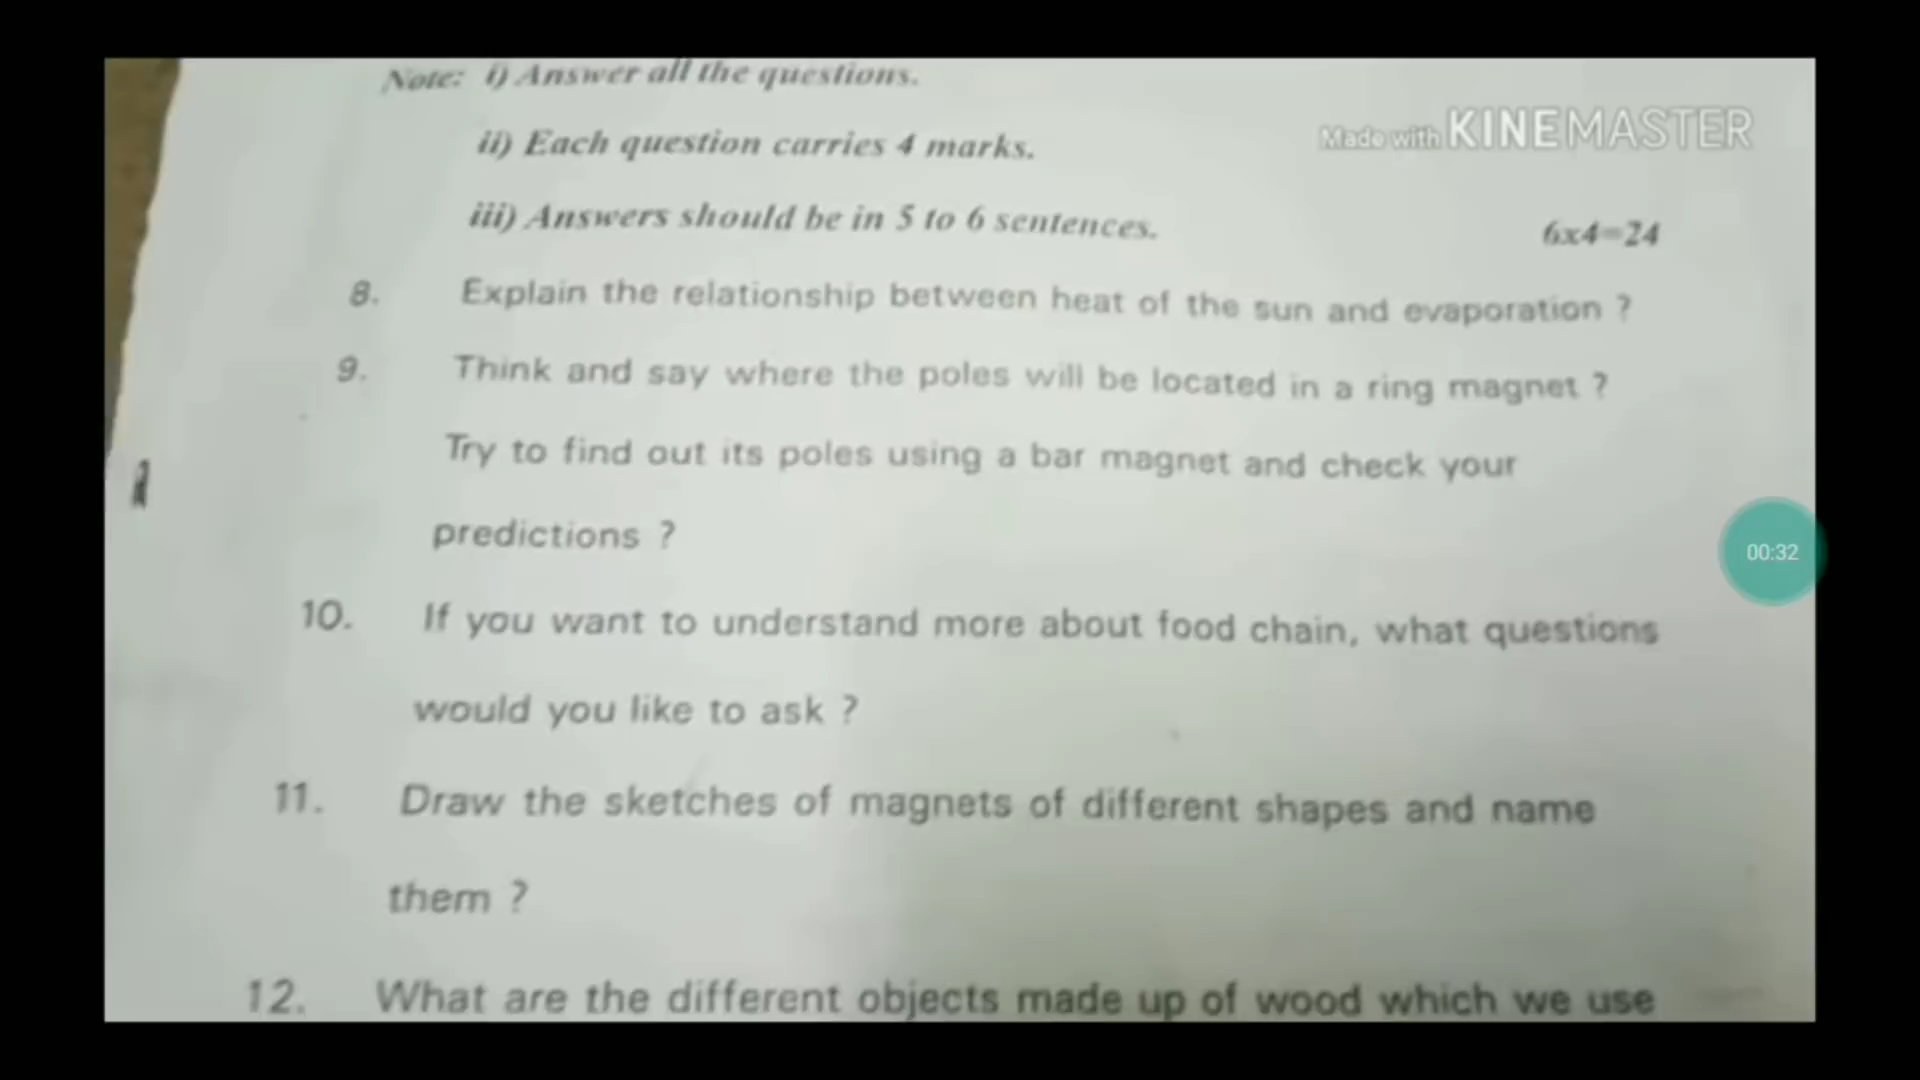 Note: i) Answer all the questions.
Made with KINEMASTER
ii) Each question carries 4 marks.
iii) Answers should be in 5 to 6 sentences. 6x4=24
8. Explain the relationship between heat of the sun and evaporation ?
9. Think and say where the poles will be located in a ring magnet ?
Try to find out its poles using a bar magnet and check your
predictions ?
00:32
10. If you want to understand more about food chain, what questions
would you like to ask ?
11. Draw the sketches of magnets of different shapes and name
them ?
12. What are the different objects made up of wood which we use